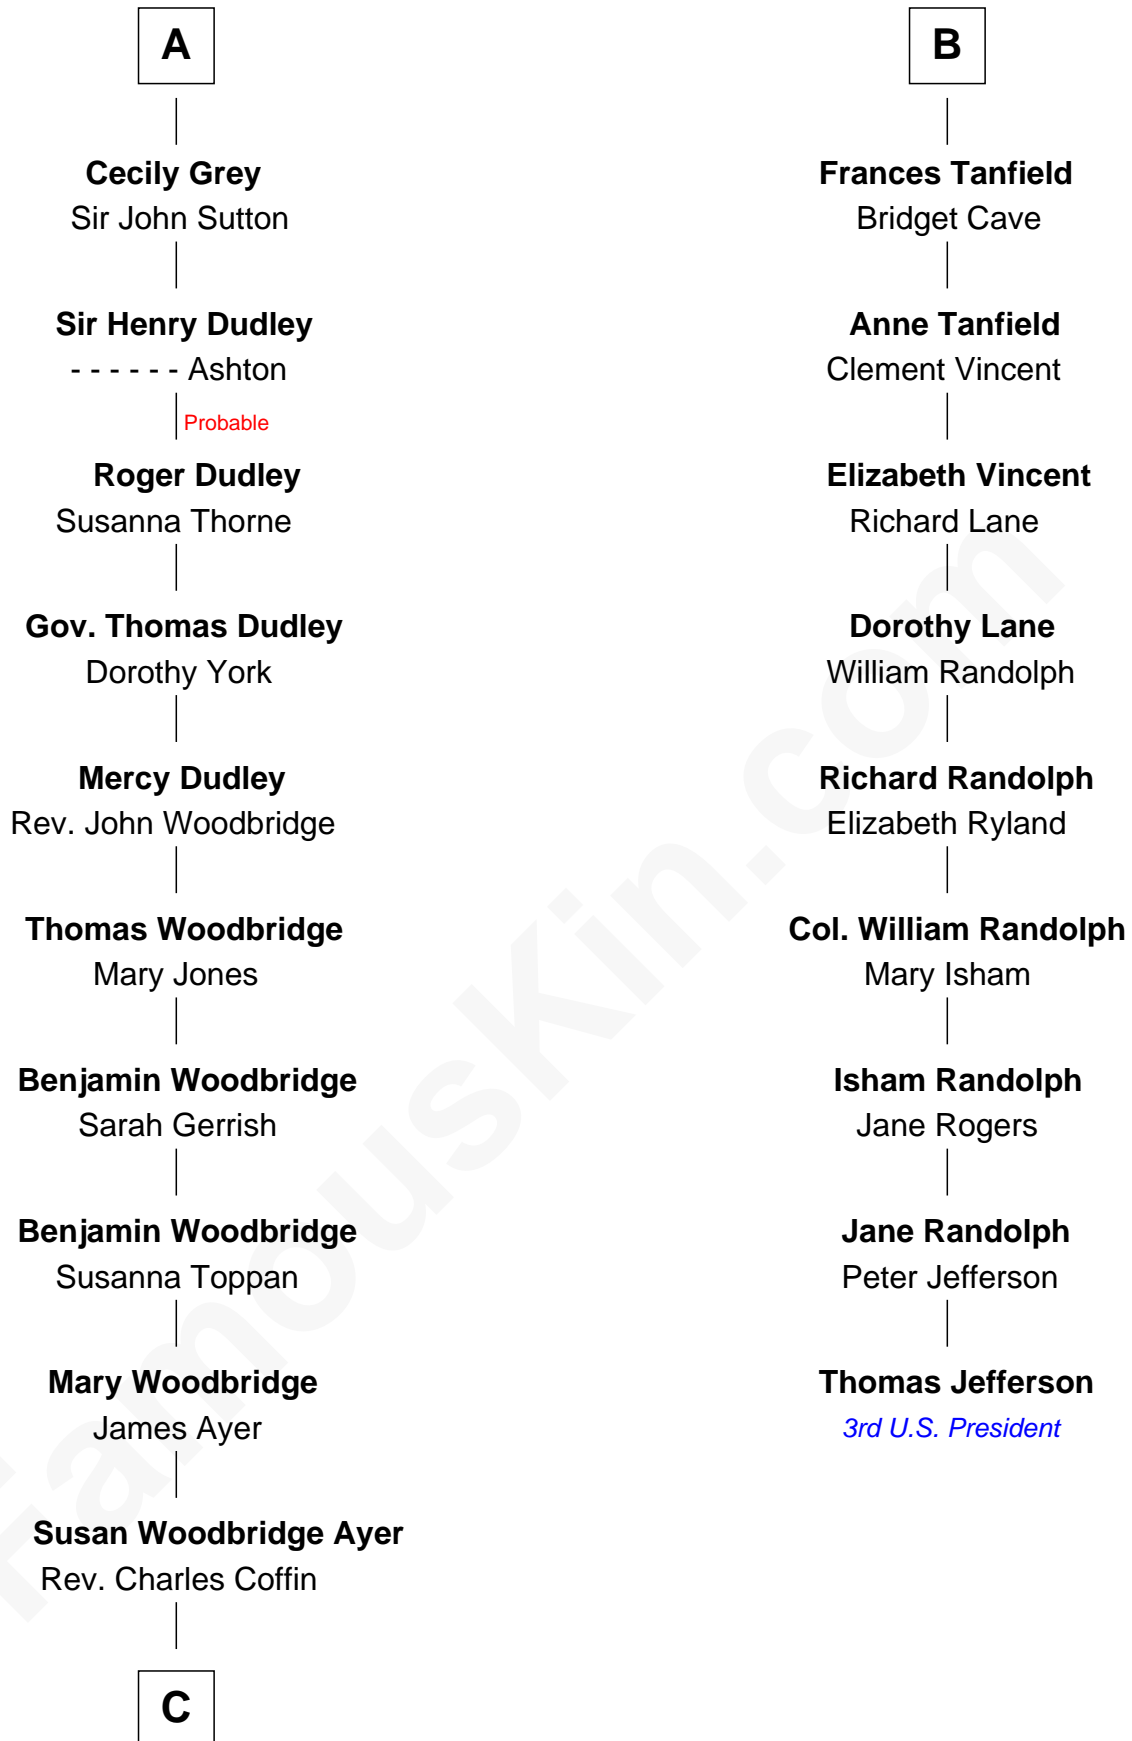 A
Cecily Grey
Sir John Sutton
Sir Henry Dudley
- - - - - - Ashton
Probable
Roger Dudley
Susanna Thorne
Gov. Thomas Dudley
Dorothy York
Mercy Dudley
Rev. John Woodbridge
Thomas Woodbridge
Mary Jones
Benjamin Woodbridge
Sarah Gerrish
Benjamin Woodbridge
Susanna Toppan
Mary Woodbridge
James Ayer
Susan Woodbridge Ayer
Rev. Charles Coffin
C
B
Frances Tanfield
Bridget Cave
Anne Tanfield
Clement Vincent
Elizabeth Vincent
Richard Lane
Dorothy Lane
William Randolph
Richard Randolph
Elizabeth Ryland
Col. William Randolph
Mary Isham
Isham Randolph
Jane Rogers
Jane Randolph
Peter Jefferson
Thomas Jefferson
3rd U.S. President
FamousKin.com